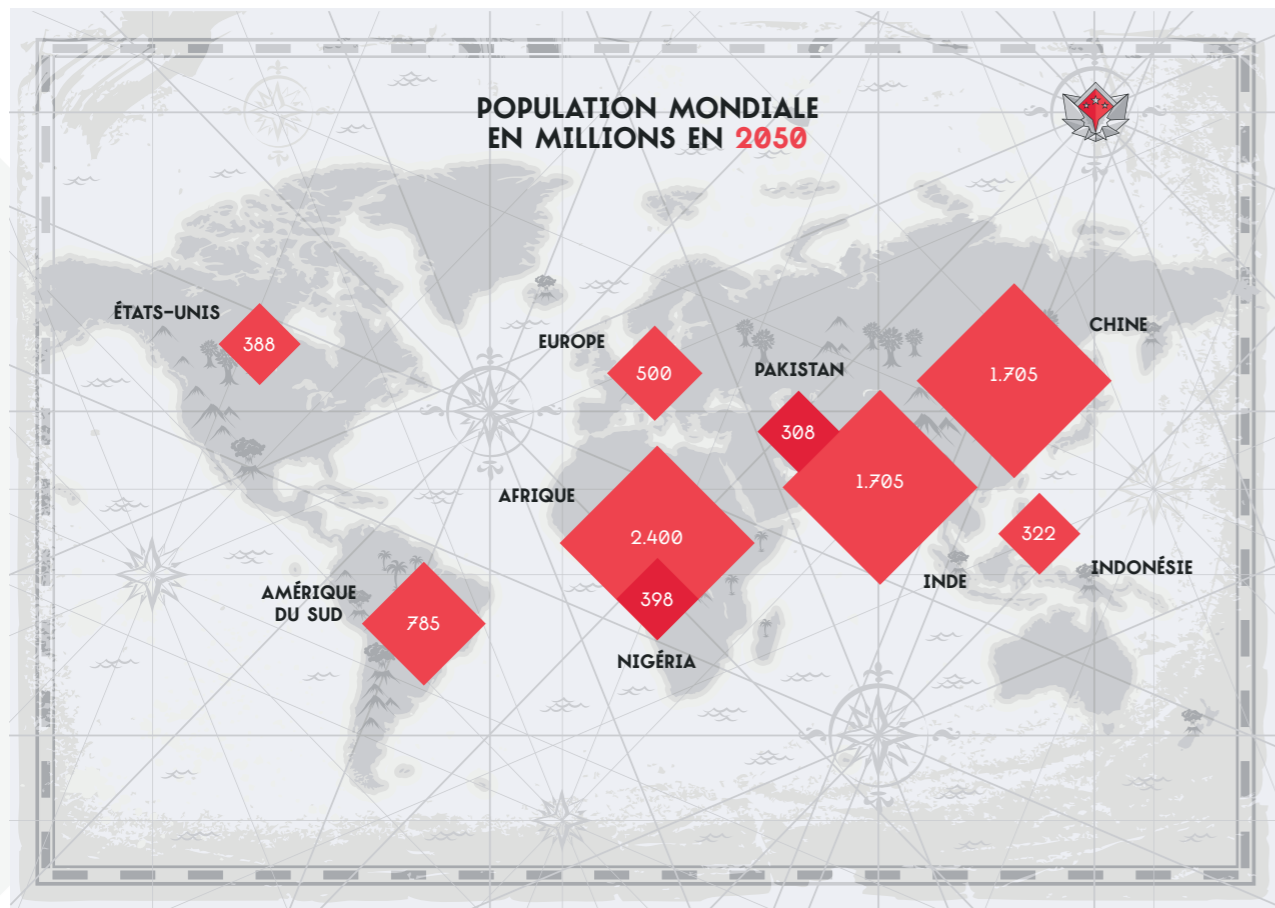 POPULATION MONDIALE
EN MILLIONS EN 2050
ÉTATS-UNIS
388
EUROPE
500
PAKISTAN
308
CHINE
1.705
AFRIQUE
2.400
398
NIGÉRIA
1.705
INDE
322
INDONÉSIE
AMÉRIQUE
DU SUD
785